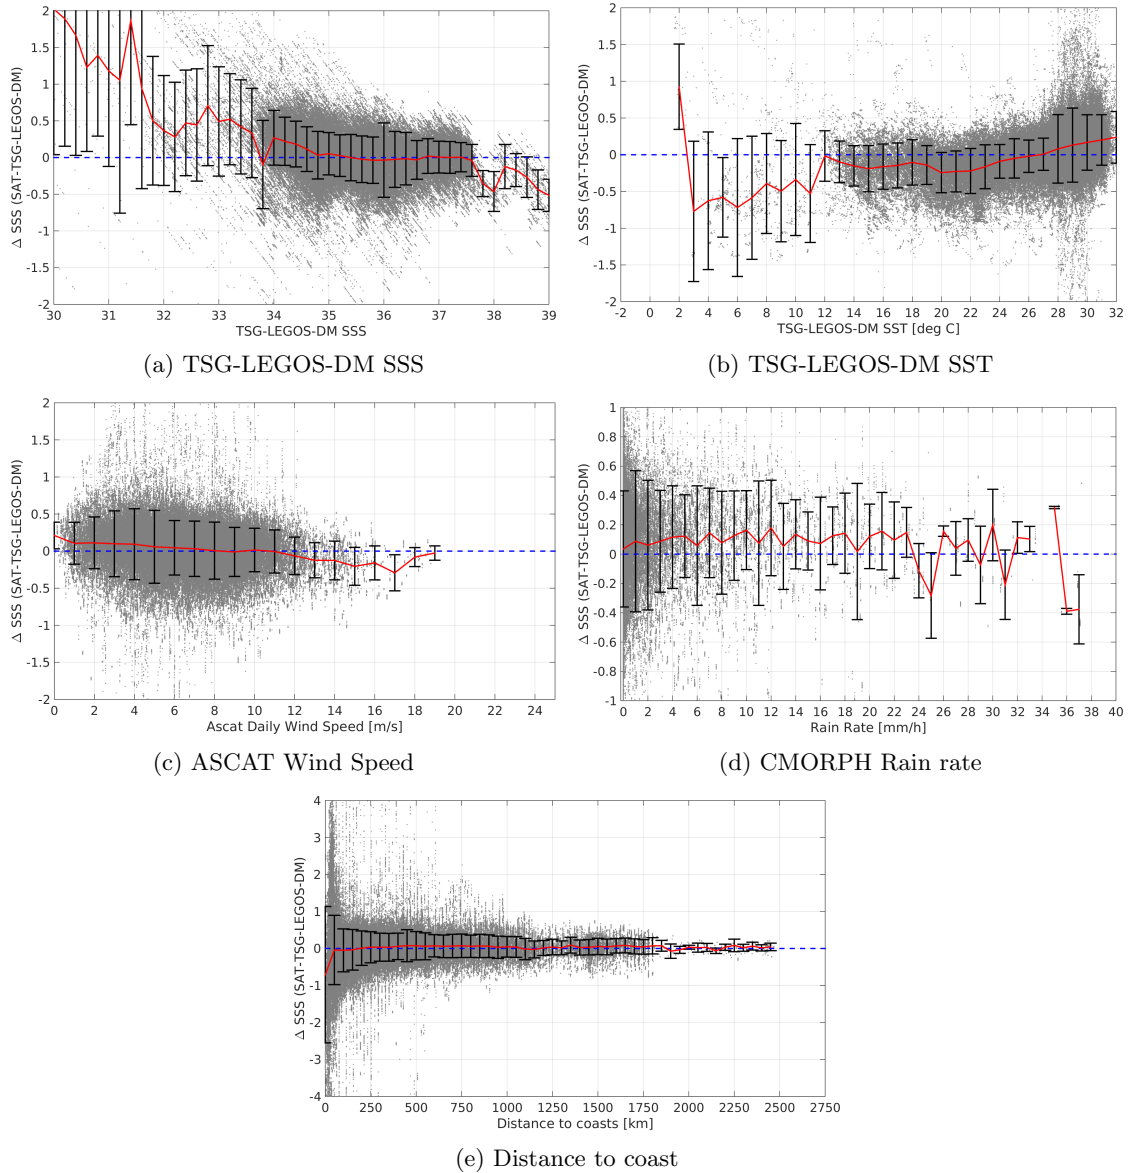 2
1.5
1
0.5
0
-0.5
-1
-1.5
-2
Δ SSS (SAT-TSG-LEGOS-DM)
30 31 32 33 34 35 36 37 38 39
TSG-LEGOS-DM SSS
(a) TSG-LEGOS-DM SSS
2
1.5
1
0.5
0
-0.5
-1
-1.5
-2
Δ SSS (SAT-TSG-LEGOS-DM)
-2 0 2 4 6 8 10 12 14 16 18 20 22 24 26 28 30 32
TSG-LEGOS-DM SST [deg C]
(b) TSG-LEGOS-DM SST
2
1.5
1
0.5
0
-0.5
-1
-1.5
-2
Δ SSS (SAT-TSG-LEGOS-DM)
0 2 4 6 8 10 12 14 16 18 20 22 24
Ascat Daily Wind Speed [m/s]
(c) ASCAT Wind Speed
1
0.8
0.6
0.4
0.2
0
-0.2
-0.4
-0.6
-0.8
-1
Δ SSS (SAT-TSG-LEGOS-DM)
0 2 4 6 8 10 12 14 16 18 20 22 24 26 28 30 32 34 36 38 40
Rain Rate [mm/h]
(d) CMORPH Rain rate
4
3
2
1
0
-1
-2
-3
-4
Δ SSS (SAT-TSG-LEGOS-DM)
0 250 500 750 1000 1250 1500 1750 2000 2250 2500 2750
Distance to coasts [km]
(e) Distance to coast